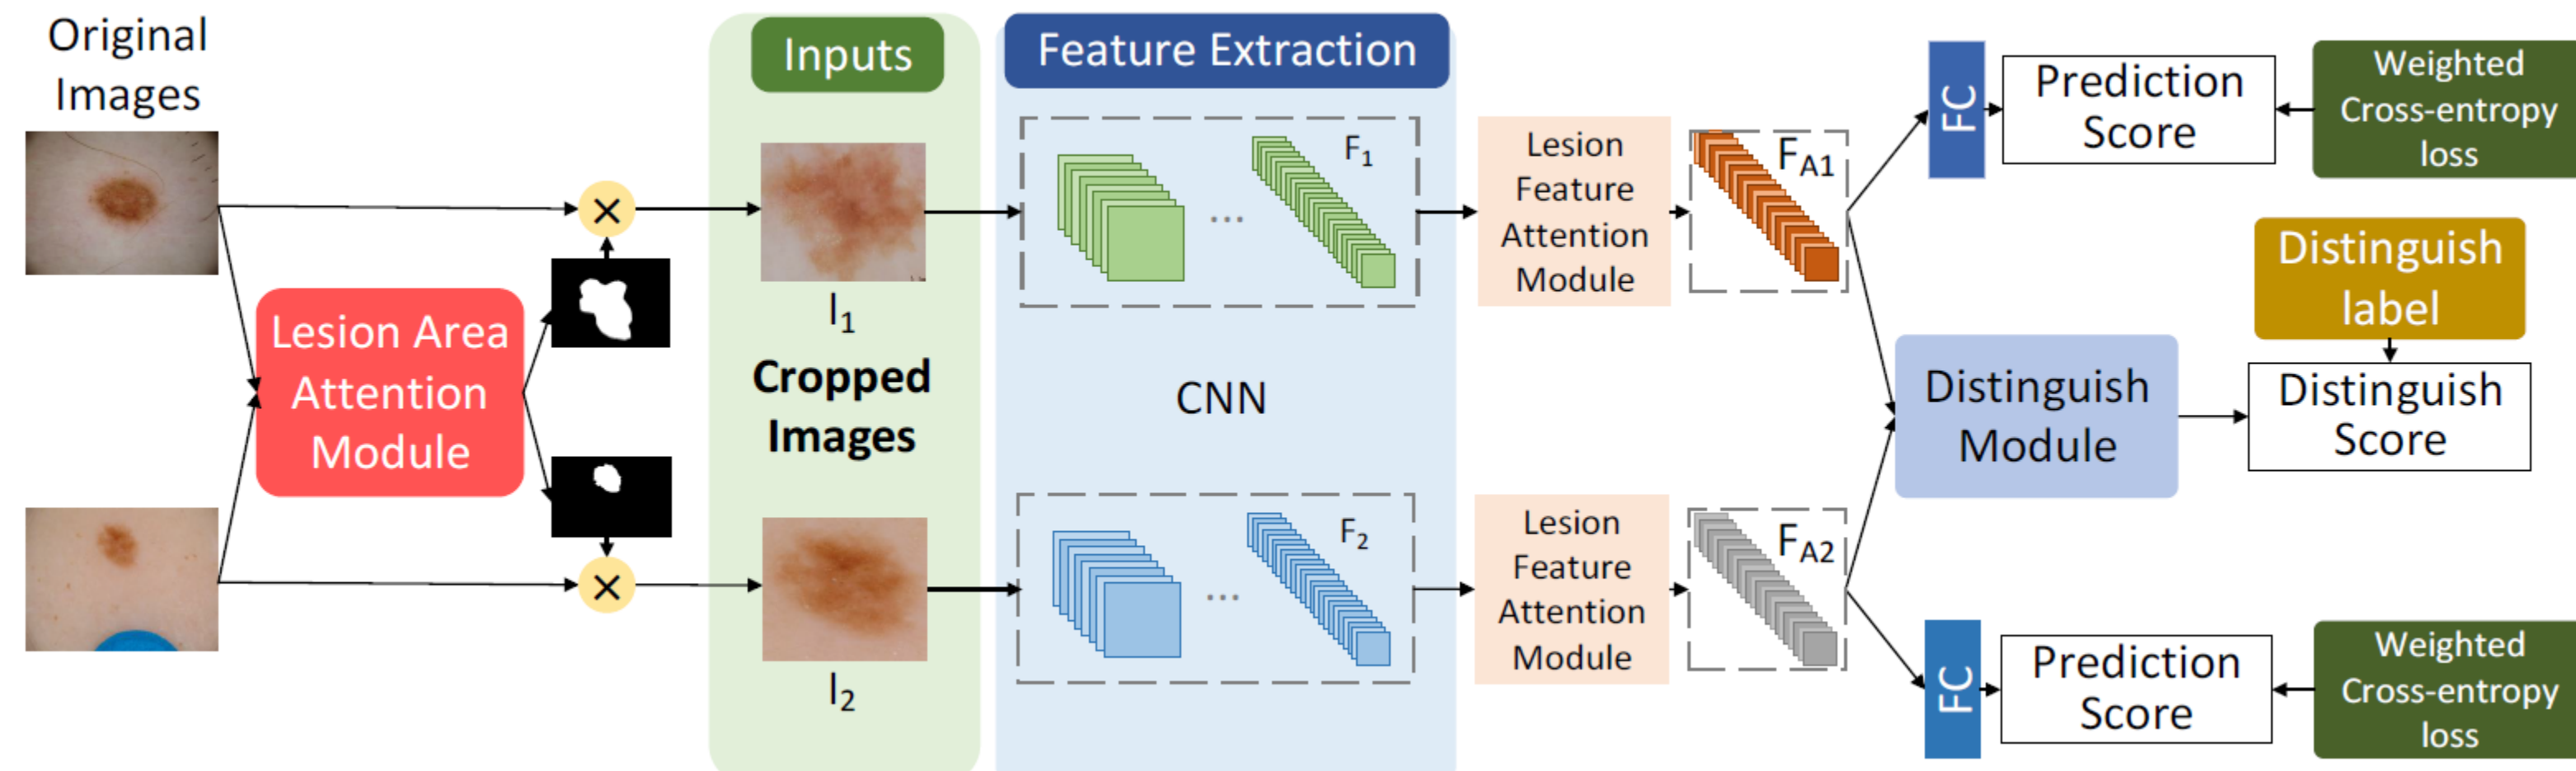 Original
Images
Inputs
Feature Extraction
Lesion Area
Attention
Module
I1
Cropped
Images
I2
F1
CNN
F2
Lesion
Feature
Attention
Module
FA1
Lesion
Feature
Attention
Module
FA2
FC
Prediction
Score
Weighted
Cross-entropy
loss
Distinguish
label
Distinguish
Module
Distinguish
Score
FC
Prediction
Score
Weighted
Cross-entropy
loss